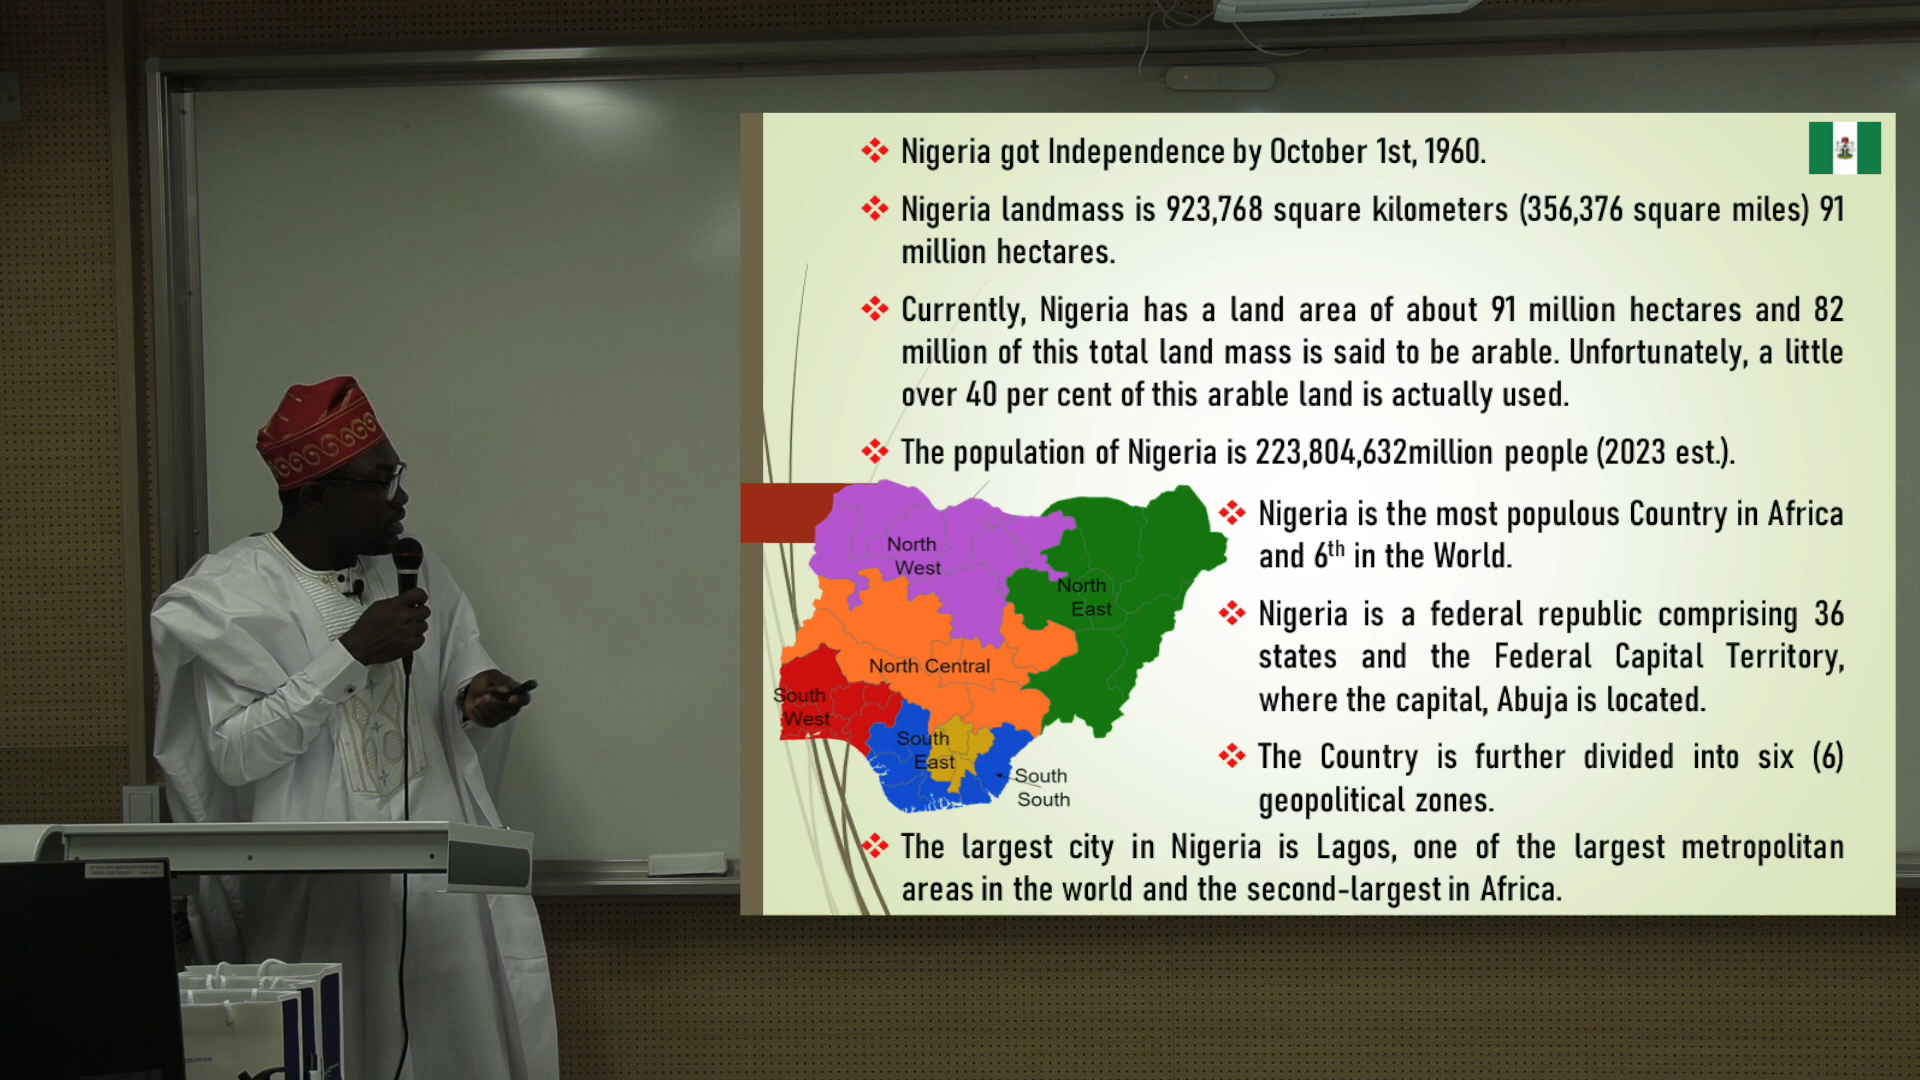 ❖ Nigeria got Independence by October 1st, 1960.
❖ Nigeria landmass is 923,768 square kilometers (356,376 square miles) 91
million hectares.
❖ Currently, Nigeria has a land area of about 91 million hectares and 82
million of this total land mass is said to be arable. Unfortunately, a little
over 40 per cent of this arable land is actually used.
❖ The population of Nigeria is 223,804,632million people (2023 est.).
❖ Nigeria is the most populous Country in Africa
and 6th in the World.
❖ Nigeria is a federal republic comprising 36
states and the Federal Capital Territory,
where the capital, Abuja is located.
❖ The Country is further divided into six (6)
geopolitical zones.
North
West
North
East
North Central
South
West
South
East
South
South
❖ The largest city in Nigeria is Lagos, one of the largest metropolitan
areas in the world and the second-largest in Africa.